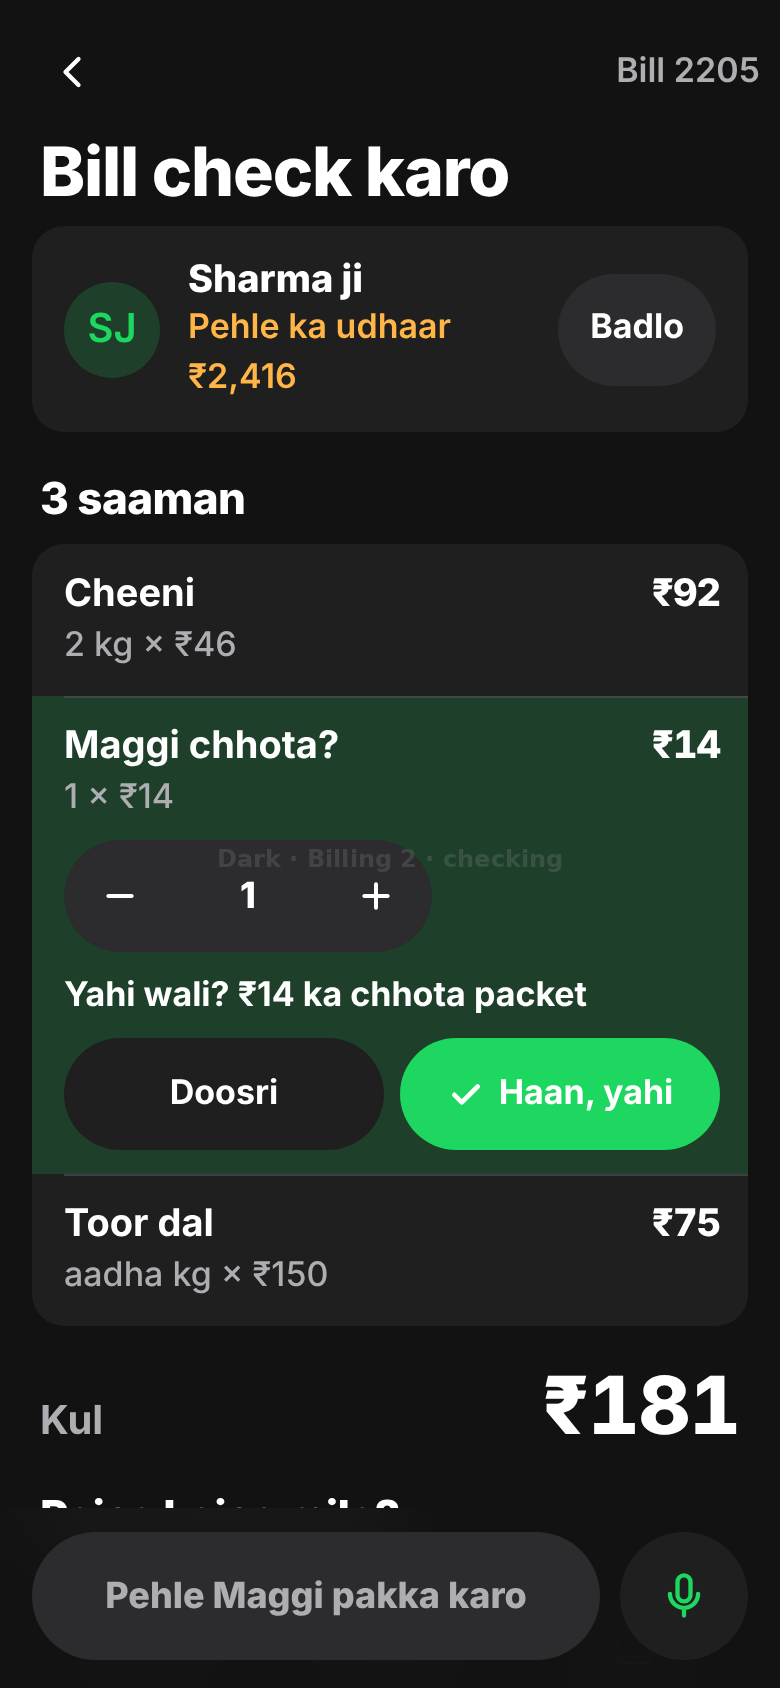 Bill 2205
Bill check karo
SJ
Sharma ji
Pehle ka udhaar
₹2,416
Badlo
3 saaman
Cheeni
₹92
2 kg × ₹46
Maggi chhota?
₹14
1 × ₹14
Dark · Billing 2 · checking
− 1 +
Yahi wali? ₹14 ka chhota packet
Doosri
Haan, yahi
Toor dal
₹75
aadha kg × ₹150
Kul
₹181
Pehle Maggi pakka karo